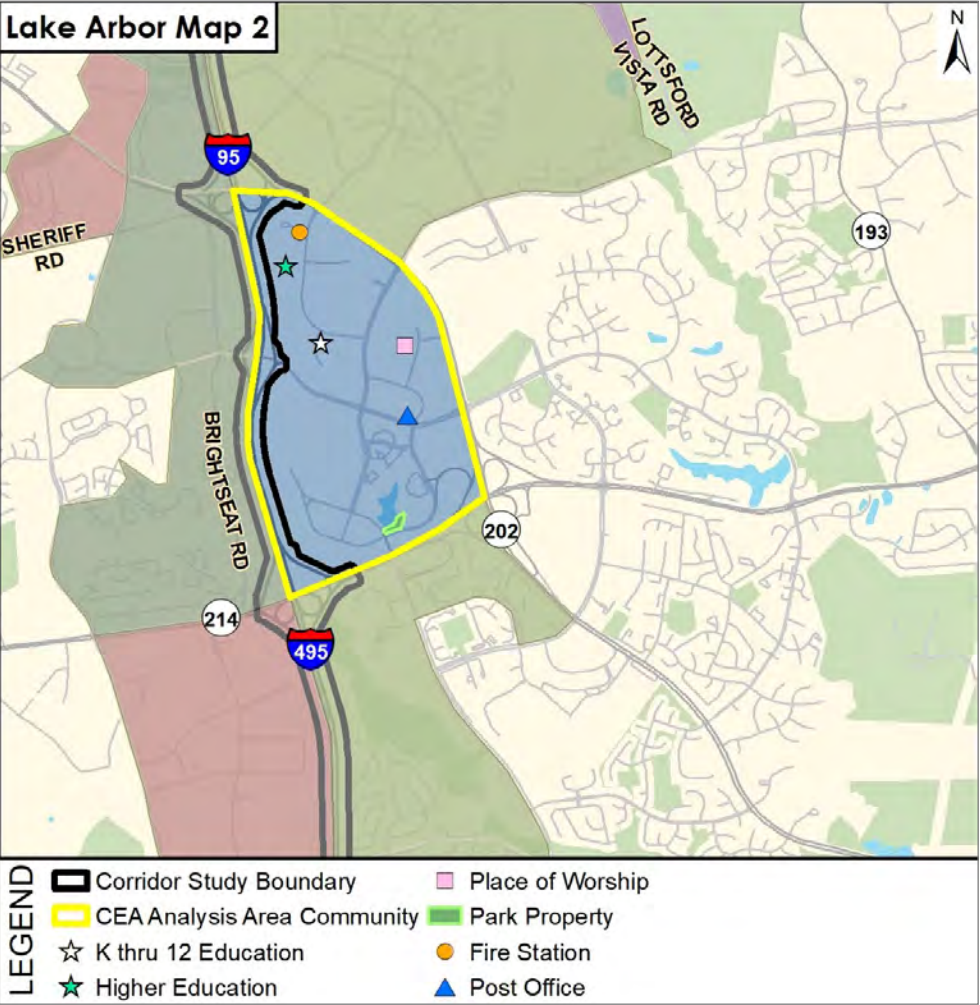 Lake Arbor Map 2
N
LOTTSFORD
VISTA RD
95
193
SHERIFF
RD
BRIGHTSEAT RD
202
214
495
LEGEND
Corridor Study Boundary
Place of Worship
CEA Analysis Area Community
Park Property
K thru 12 Education
Fire Station
Higher Education
Post Office